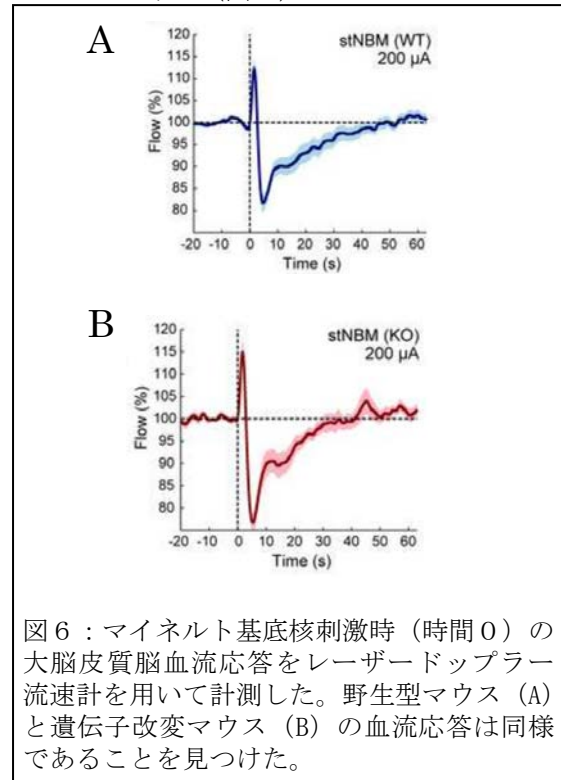 A
stNBM (WT)
200 μA
Flow (%)
120
115
110
105
100
95
90
85
80
-20 -10 0 10 20 30 40 50 60
Time (s)
B
stNBM (KO)
200 μA
Flow (%)
120
115
110
105
100
95
90
85
80
-20 -10 0 10 20 30 40 50 60
Time (s)
図６：マイネルト基底核刺激時（時間０）の
大脳皮質脳血流応答をレーザードップラー
流速計を用いて計測した。野生型マウス (A)
と遺伝子改変マウス (B) の血流応答は同様
であることを見つけた。